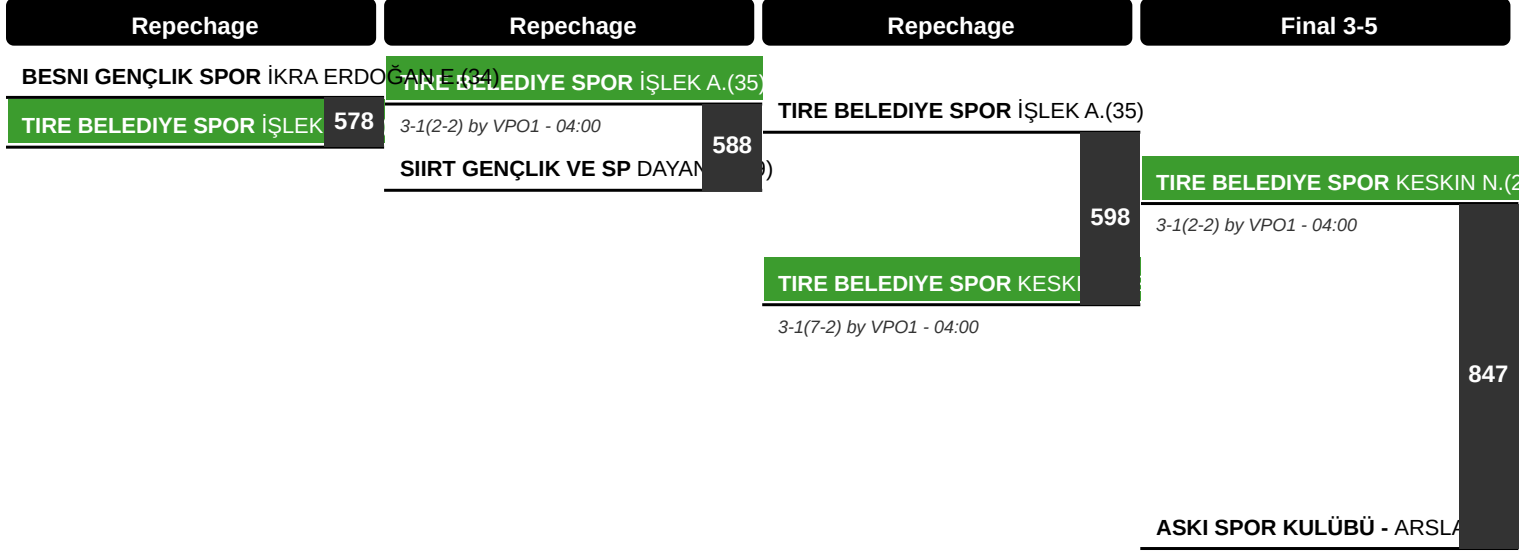 Repechage
Repechage
Repechage
Final 3-5
BESNI GENÇLIK SPOR İKRA ERDOĞAN E.(34)
TIRE BELEDIYE SPOR İŞLEK
578
TIRE BELEDIYE SPOR İŞLEK A.(35)
3-1(2-2) by VPO1 - 04:00
588
SIIRT GENÇLIK VE SP DAYAN
TIRE BELEDIYE SPOR İŞLEK A.(35)
598
TIRE BELEDIYE SPOR
3-1(7-2) by VPO1 - 04:00
TIRE BELEDIYE SPOR KESKIN N.(2
3-1(2-2) by VPO1 - 04:00
847
ASKI SPOR KULÜBÜ -